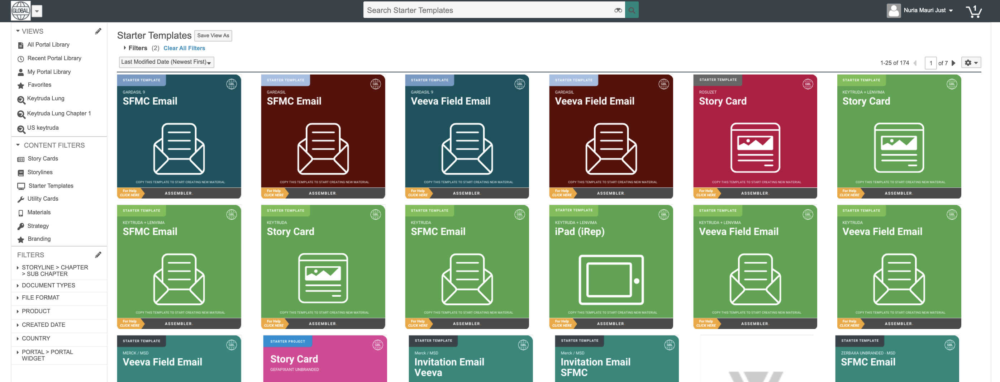 GLOBAL
Search Starter Templates
Nuria Mauri Just
1
VIEWS
All Portal Library
Recent Portal Library
My Portal Library
Favorites
Keytruda Lung
Keytruda Lung Chapter 1
US keytruda
CONTENT FILTERS
Story Cards
Storylines
Starter Templates
Utility Cards
Materials
Strategy
Branding
FILTERS
STORYLINE > CHAPTER
> SUB CHAPTER
DOCUMENT TYPES
FILE FORMAT
PRODUCT
CREATED DATE
COUNTRY
PORTAL > PORTAL
WIDGET
Starter Templates
Save View As
Filters (2) Clear All Filters
Last Modified Date (Newest First)
1-25 of 174
1 of 7
STARTER TEMPLATE
GBL
GARDASIL 9
SFMC Email
COPY THIS TEMPLATE TO START CREATING NEW MATERIAL
For Help
CLICK HERE
ASSEMBLER.
STARTER TEMPLATE
GBL
GARDASIL
SFMC Email
COPY THIS TEMPLATE TO START CREATING NEW MATERIAL
For Help
CLICK HERE
ASSEMBLER.
STARTER TEMPLATE
GBL
GARDASIL 9
Veeva Field Email
COPY THIS TEMPLATE TO START CREATING NEW MATERIAL
For Help
CLICK HERE
ASSEMBLER.
STARTER TEMPLATE
GBL
GARDASIL
Veeva Field Email
COPY THIS TEMPLATE TO START CREATING NEW MATERIAL
For Help
CLICK HERE
ASSEMBLER.
STARTER TEMPLATE
GBL
ROSUZET
Story Card
COPY THIS TEMPLATE TO START CREATING NEW MATERIAL
For Help
CLICK HERE
ASSEMBLER.
STARTER TEMPLATE
GBL
KEYTRUDA + LENVIMA
Story Card
COPY THIS TEMPLATE TO START CREATING NEW MATERIAL
For Help
CLICK HERE
ASSEMBLER.
STARTER TEMPLATE
GBL
KEYTRUDA + LENVIMA
SFMC Email
COPY THIS TEMPLATE TO START CREATING NEW MATERIAL
For Help
CLICK HERE
ASSEMBLER.
STARTER TEMPLATE
GBL
KEYTRUDA
Story Card
COPY THIS TEMPLATE TO START CREATING NEW MATERIAL
For Help
CLICK HERE
ASSEMBLER.
STARTER TEMPLATE
GBL
KEYTRUDA
SFMC Email
COPY THIS TEMPLATE TO START CREATING NEW MATERIAL
For Help
CLICK HERE
ASSEMBLER.
STARTER TEMPLATE
GBL
KEYTRUDA + LENVIMA
iPad (iRep)
COPY THIS TEMPLATE TO START CREATING NEW MATERIAL
For Help
CLICK HERE
ASSEMBLER.
STARTER TEMPLATE
GBL
KEYTRUDA + LENVIMA
Veeva Field Email
COPY THIS TEMPLATE TO START CREATING NEW MATERIAL
For Help
CLICK HERE
ASSEMBLER.
STARTER TEMPLATE
GBL
KEYTRUDA
Veeva Field Email
COPY THIS TEMPLATE TO START CREATING NEW MATERIAL
For Help
CLICK HERE
ASSEMBLER.
STARTER TEMPLATE
GBL
MERCK / MSD
Veeva Field Email
STARTER PROJECT
GBL
Story Card
GEFAPIXANT UNBRANDED
STARTER TEMPLATE
GBL
Merck / MSD
Invitation Email
Veeva
STARTER TEMPLATE
GBL
Merck / MSD
Invitation Email
SFMC
STARTER TEMPLATE
GBL
ZERBAXA UNBRANDED - MSD
SFMC Email